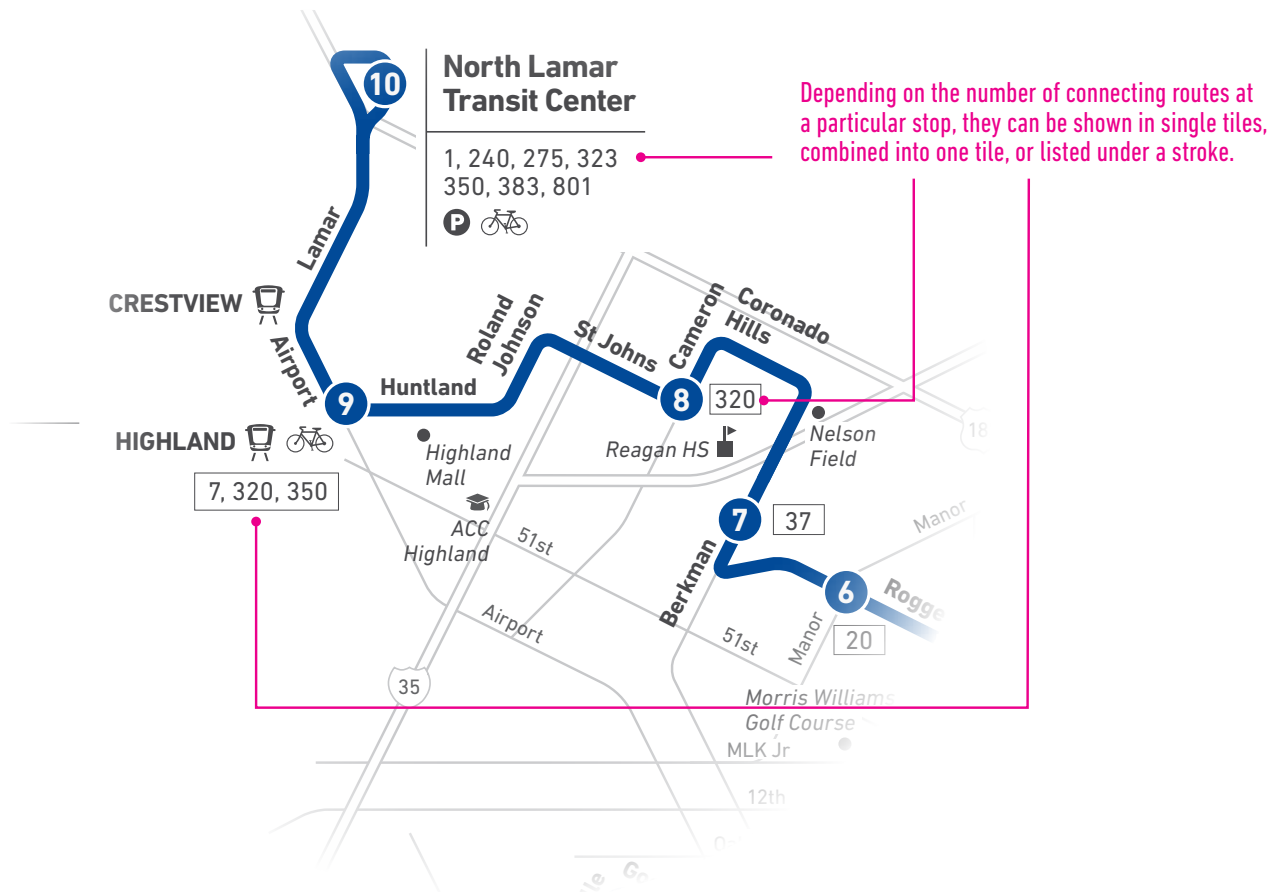 10
North Lamar
Transit Center
1, 240, 275, 323
350, 383, 801
P
Depending on the number of connecting routes at
a particular stop, they can be shown in single tiles,
combined into one tile, or listed under a stroke.
Lamar
CRESTVIEW
Airport
9
Huntland
Roland
Johnson
St Johns
Cameron
Coronado
Hills
8
320
HIGHLAND
7, 320, 350
Highland
Mall
Reagan HS
Nelson
Field
18
ACC
Highland
51st
7
37
Manor
Berkman
6
Rogge
20
Airport
51st
Manor
35
Morris Williams
Golf Course
MLK Jr
12th